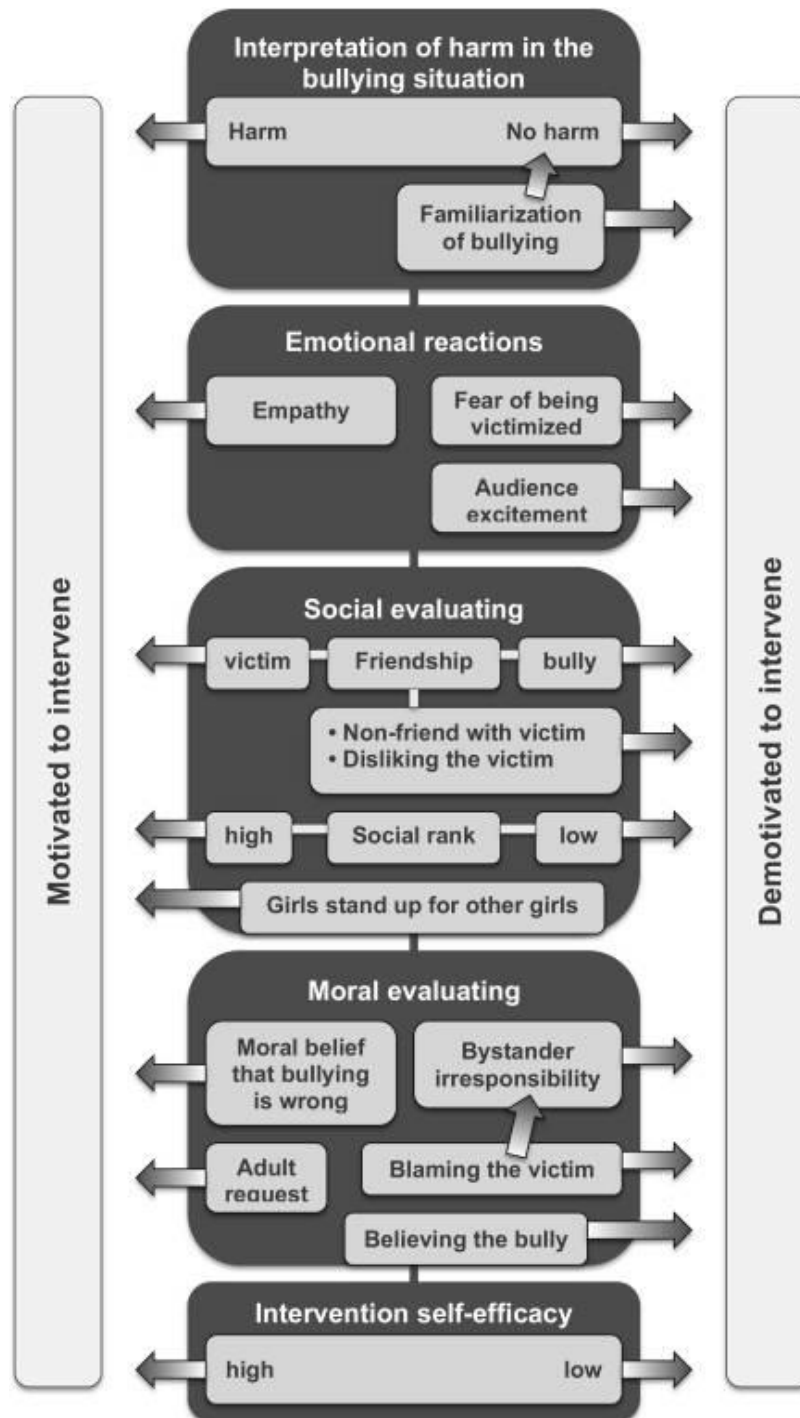 Interpretation of harm in the
bullying situation
Harm No harm
Familiarization
of bullying
Emotional reactions
Empathy
Fear of being
victimized
Audience
excitement
Social evaluating
victim Friendship bully
• Non-friend with victim
• Disliking the victim
high Social rank low
Girls stand up for other girls
Moral evaluating
Moral belief
that bullying
is wrong
Bystander
irresponsibility
Adult
request
Blaming the victim
Believing the bully
Intervention self-efficacy
high low
Motivated to intervene
Demotivated to intervene